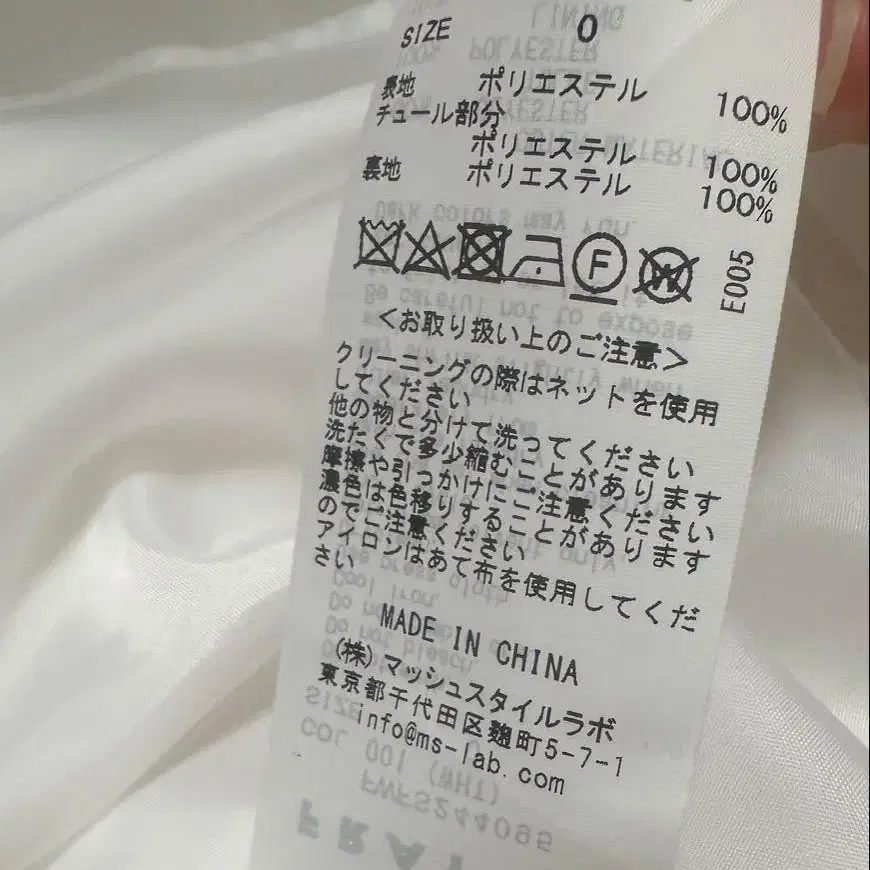 SIZE 0
表地 ポリエステル 100%
チュール部分
ポリエステル 100%
裏地 ポリエステル 100%
F W E005
<お取り扱い上のご注意>
クリーニングの際はネットを使用
してください
他の物と分けて洗ってください
洗たくで多少縮むことがあります
摩擦や引っかけにご注意ください
濃色は色移りすることがあります
のでご注意ください
アイロンはあて布を使用してくだ
さい
MADE IN CHINA
(株)マッシュスタイルラボ
東京都千代田区麹町5-7-1
info@ms-lab.com